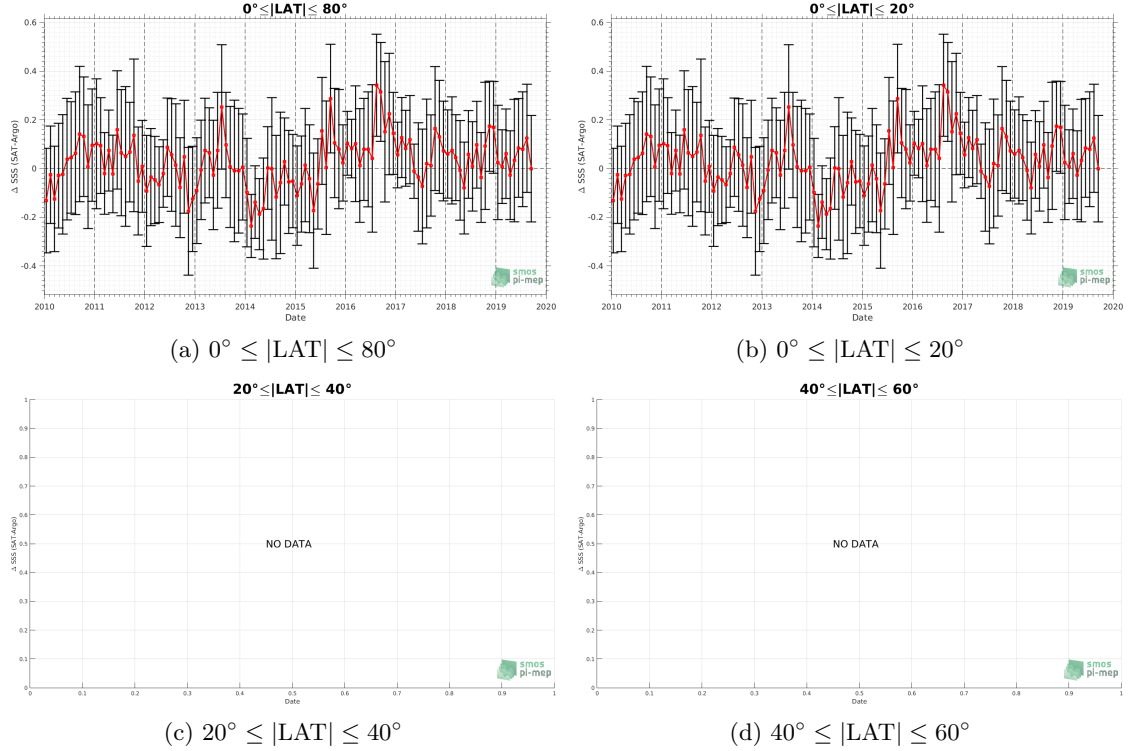 0°≤|LAT|≤ 80°
Δ SSS (SAT-Argo)
0.6
0.4
0.2
0
-0.2
-0.4
2010 2011 2012 2013 2014 2015 2016 2017 2018 2019 2020
Date
smos
pi-mep
(a) 0° ≤ |LAT| ≤ 80°
0°≤|LAT|≤ 20°
Δ SSS (SAT-Argo)
0.6
0.4
0.2
0
-0.2
-0.4
2010 2011 2012 2013 2014 2015 2016 2017 2018 2019 2020
Date
smos
pi-mep
(b) 0° ≤ |LAT| ≤ 20°
20°≤|LAT|≤ 40°
Δ SSS (SAT-Argo)
1
0.9
0.8
0.7
0.6
0.5
0.4
0.3
0.2
0.1
0
NO DATA
0 0.1 0.2 0.3 0.4 0.5 0.6 0.7 0.8 0.9 1
Date
smos
pi-mep
(c) 20° ≤ |LAT| ≤ 40°
40°≤|LAT|≤ 60°
Δ SSS (SAT-Argo)
1
0.9
0.8
0.7
0.6
0.5
0.4
0.3
0.2
0.1
0
NO DATA
0 0.1 0.2 0.3 0.4 0.5 0.6 0.7 0.8 0.9 1
Date
smos
pi-mep
(d) 40° ≤ |LAT| ≤ 60°